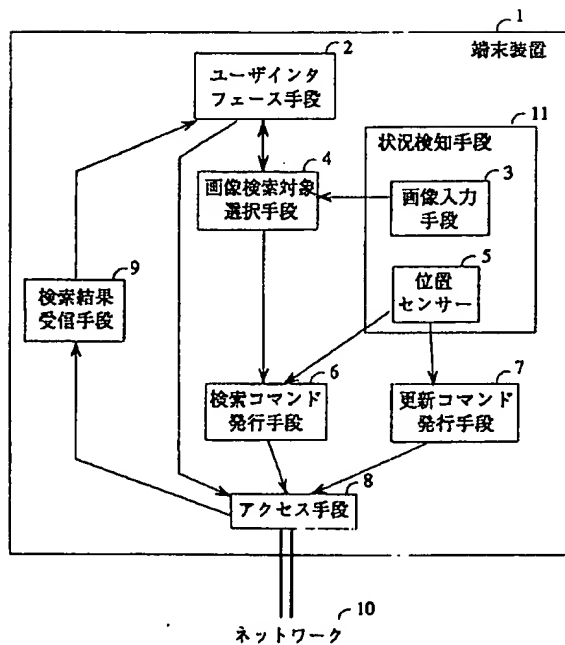 1
端末装置
2
ユーザインタ
フェース手段
11
状況検知手段
4
画像検索対象
選択手段
3
画像入力
手段
9
検索結果
受信手段
5
位置
センサー
6
検索コマンド
発行手段
7
更新コマンド
発行手段
8
アクセス手段
10
ネットワーク